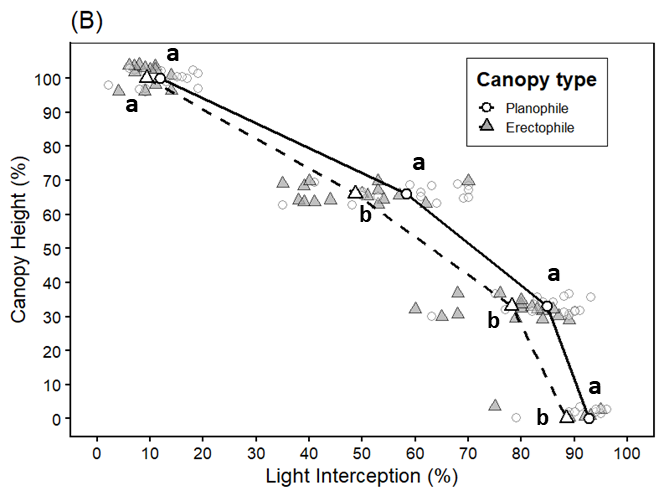 (B)
Canopy type
Planophile
Erectophile
Canopy Height (%)
100
90
80
70
60
50
40
30
20
10
0
a
a
a
b
a
b
a
b
0 10 20 30 40 50 60 70 80 90 100
Light Interception (%)